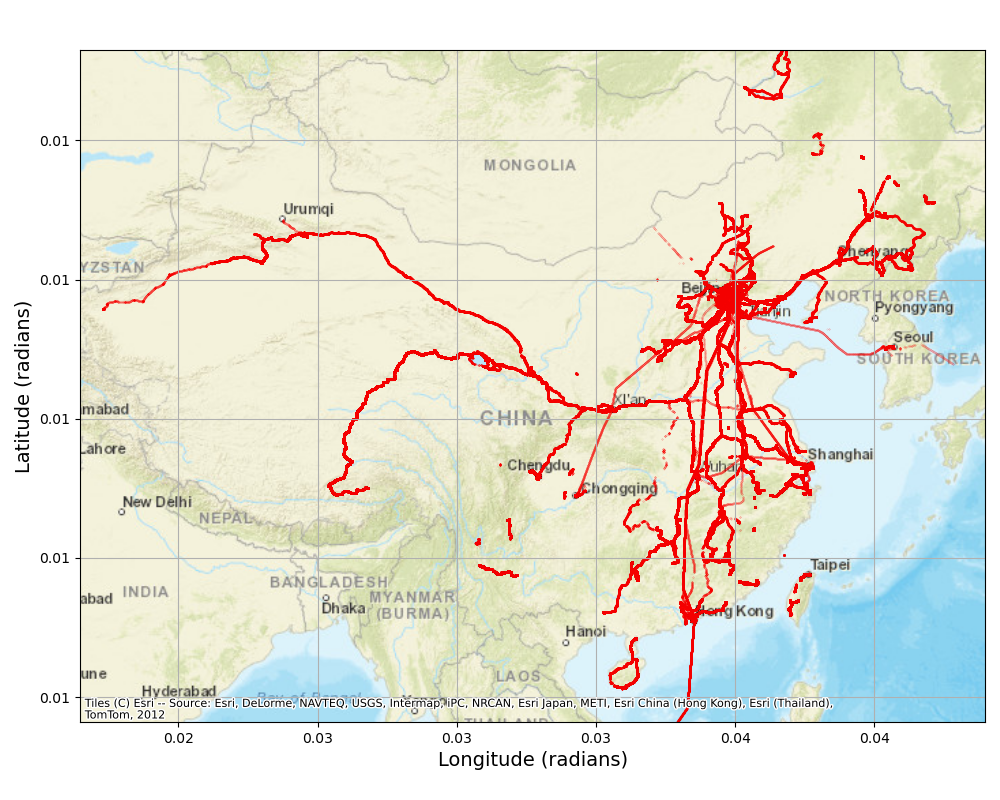 0.01
MONGOLIA
Urumqi
YZSTAN
Shenyang
0.01
NORTH KOREA
Pyongyang
Seoul
SOUTH KOREA
Xi'an
mabad
0.01
CHINA
Lahore
Shanghai
Chengdu
Chongqing
New Delhi
NEPAL
0.01
Taipei
BANGLADESH
INDIA
MYANMAR
(BURMA)
abad
Dhaka
Hong Kong
Hanoi
une
LAOS
Hyderabad
Bay of Bengal
0.01
Tiles (C) Esri -- Source: Esri, DeLorme, NAVTEQ, USGS, Intermap, iPC, NRCAN, Esri Japan, METI, Esri China (Hong Kong), Esri (Thailand),
TomTom, 2012
THAILAND
0.02
0.03
0.03
0.03
0.04
0.04
Longitude (radians)
Latitude (radians)